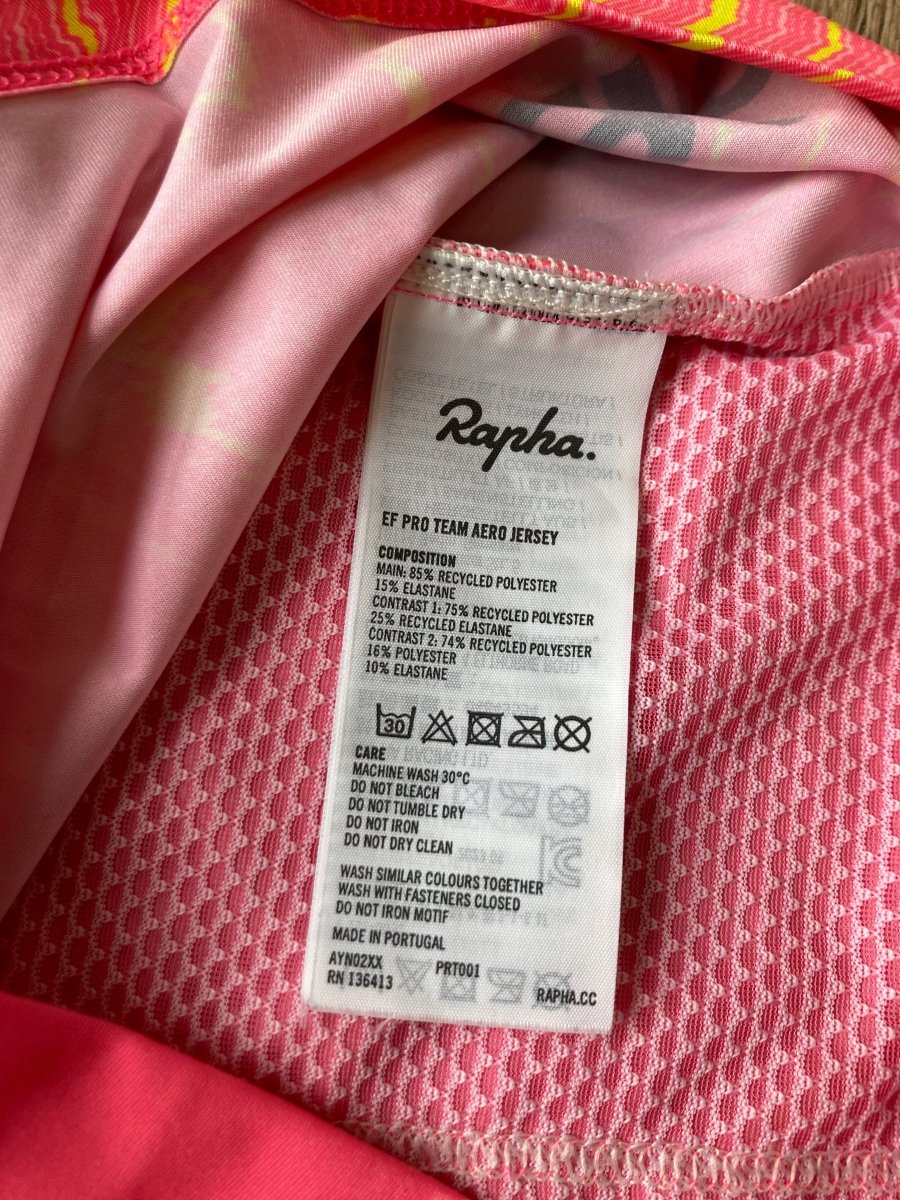 Rapha.
EF PRO TEAM AERO JERSEY
COMPOSITION
MAIN: 85% RECYCLED POLYESTER
15% ELASTANE
CONTRAST 1: 75% RECYCLED POLYESTER
25% RECYCLED ELASTANE
CONTRAST 2: 74% RECYCLED POLYESTER
16% POLYESTER
10% ELASTANE
30
CARE
MACHINE WASH 30°C
DO NOT BLEACH
DO NOT TUMBLE DRY
DO NOT IRON
DO NOT DRY CLEAN
WASH SIMILAR COLOURS TOGETHER
WASH WITH FASTENERS CLOSED
DO NOT IRON MOTIF
MADE IN PORTUGAL
AYN02XX PRT001
RN 136413 RAPHA.CC